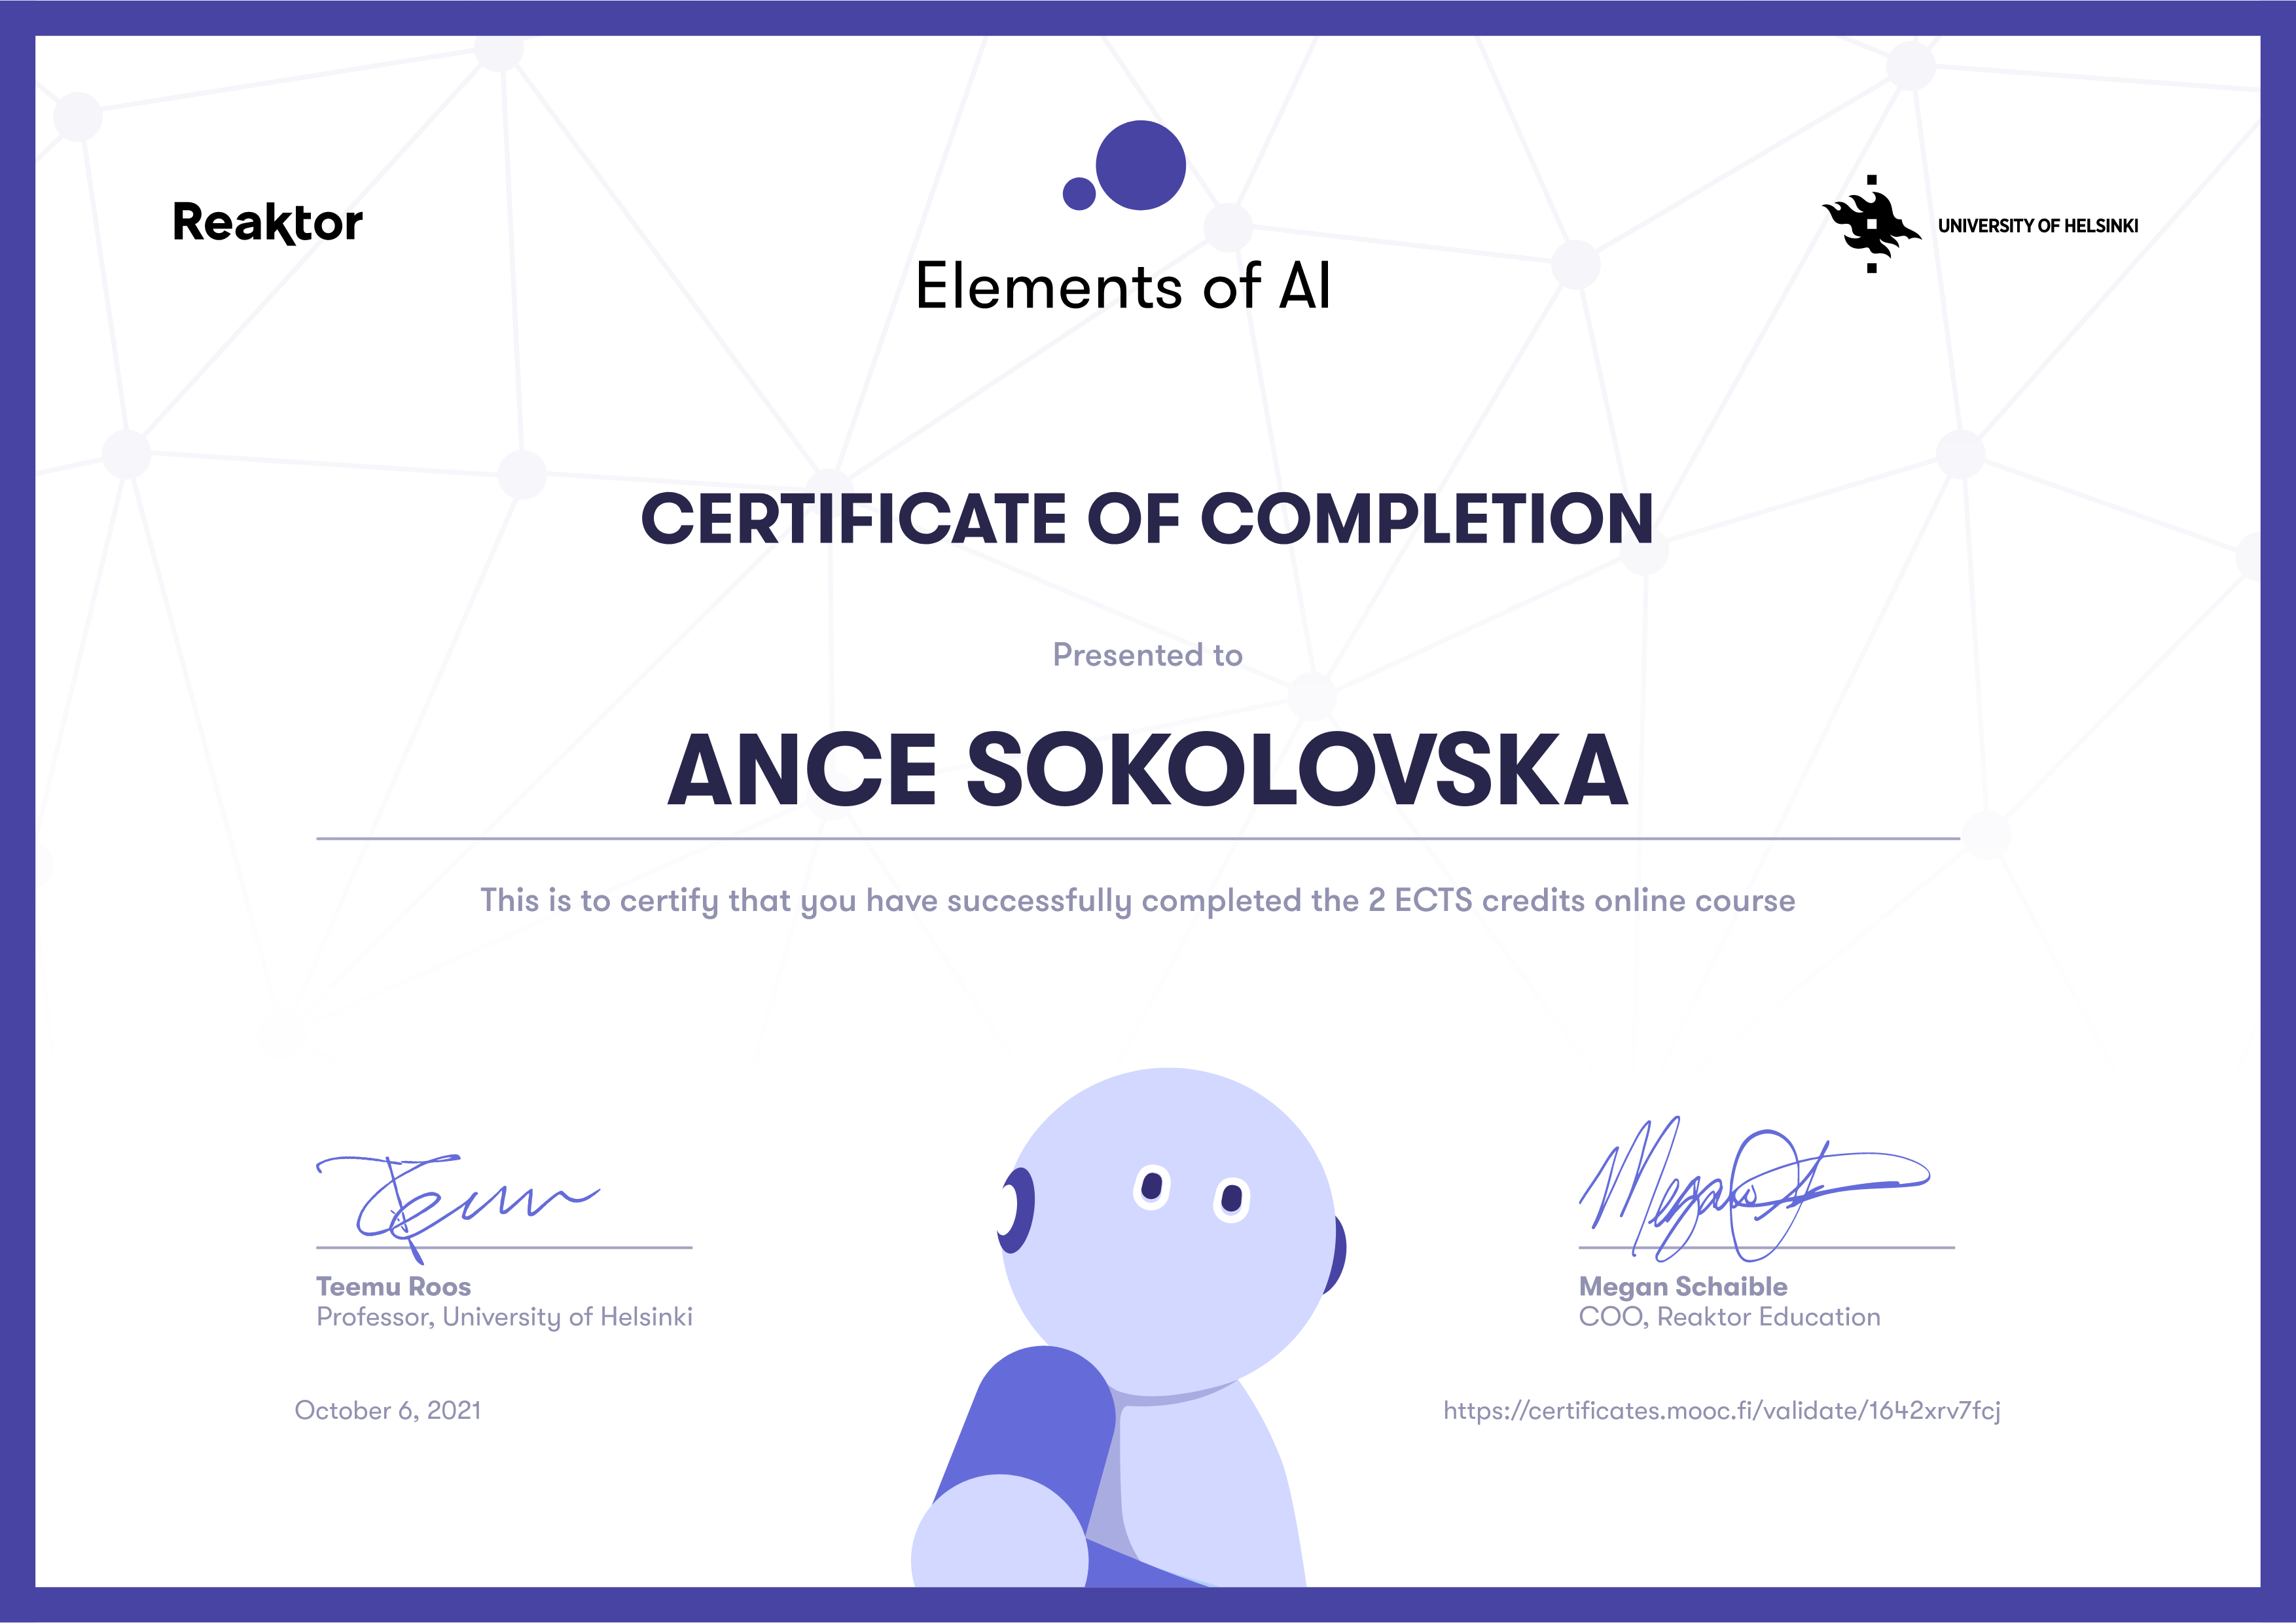 Reaktor
Elements of AI
UNIVERSITY OF HELSINKI
CERTIFICATE OF COMPLETION
Presented to
ANCE SOKOLOVSKA
This is to certify that you have successfully completed the 2 ECTS credits online course
Teemu Roos
Professor, University of Helsinki
October 6, 2021
Megan Schaible
COO, Reaktor Education
https://certificates.mooc.fi/validate/1642xrv7fcj